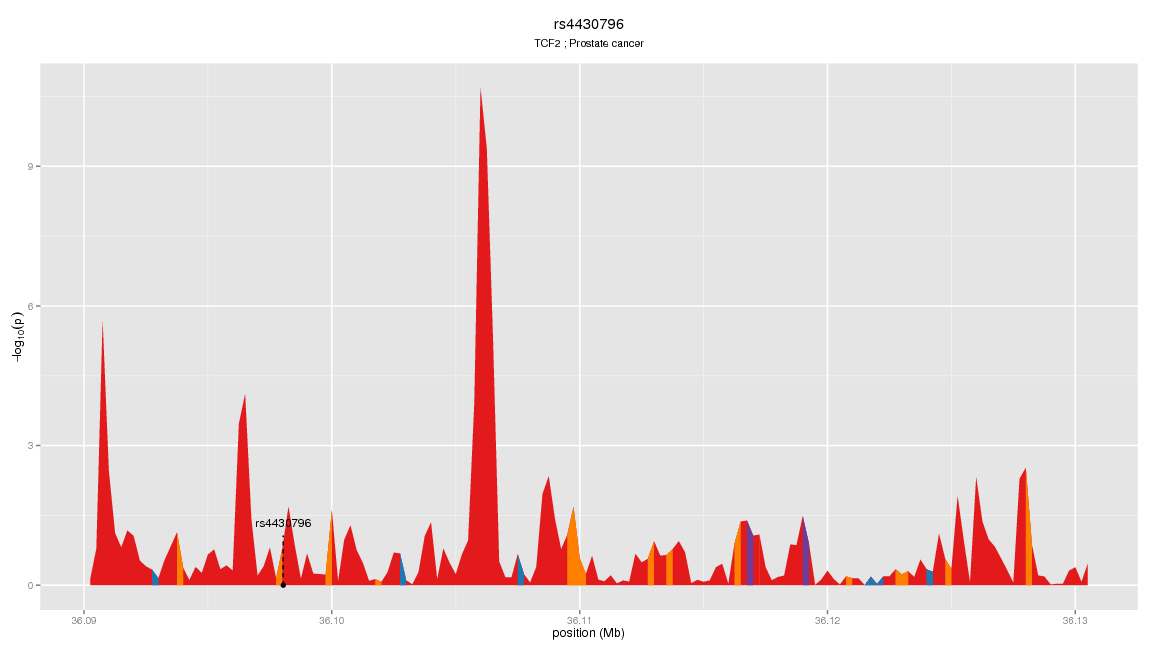 rs4430796
TCF2 ; Prostate cancer
−log10(p)
9
6
3
0
rs4430796
36.09
36.10
36.11
36.12
36.13
position (Mb)